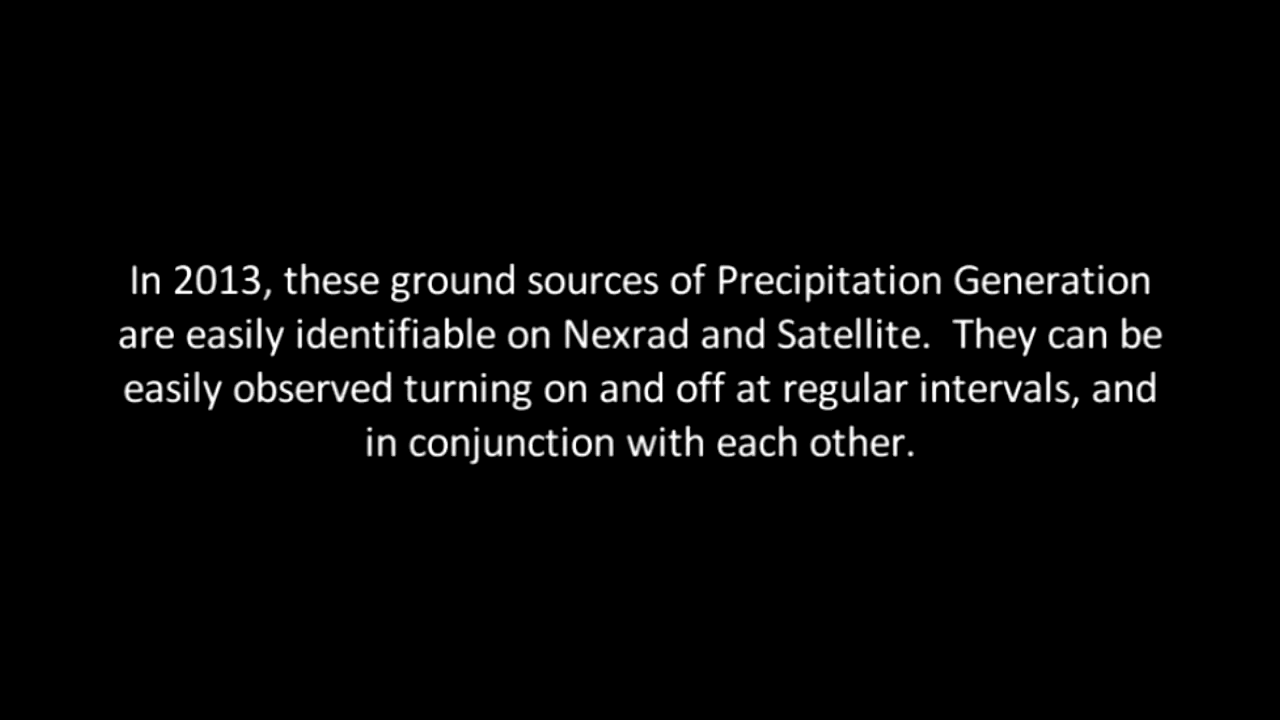 In 2013, these ground sources of Precipitation Generation
are easily identifiable on Nexrad and Satellite.  They can be
easily observed turning on and off at regular intervals, and
in conjunction with each other.